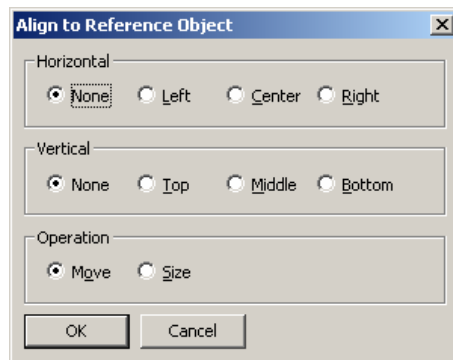 Align to Reference Object
Horizontal
None Left Center Right
Vertical
None Top Middle Bottom
Operation
Move Size
OK Cancel